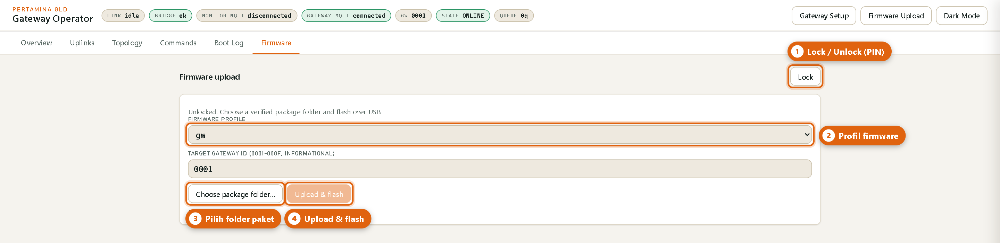 PERTAMINA GLD
Gateway Operator
LINK idle
BRIDGE ok
MONITOR MQTT disconnected
GATEWAY MQTT connected
GW 0001
STATE ONLINE
QUEUE 0q
Gateway Setup
Firmware Upload
Dark Mode
Overview
Uplinks
Topology
Commands
Boot Log
Firmware
1 Lock / Unlock (PIN)
Firmware upload
Lock
Unlocked. Choose a verified package folder and flash over USB.
FIRMWARE PROFILE
gw
2 Profil firmware
TARGET GATEWAY ID (0001-000F, INFORMATIONAL)
0001
Choose package folder...
Upload & flash
3 Pilih folder paket
4 Upload & flash